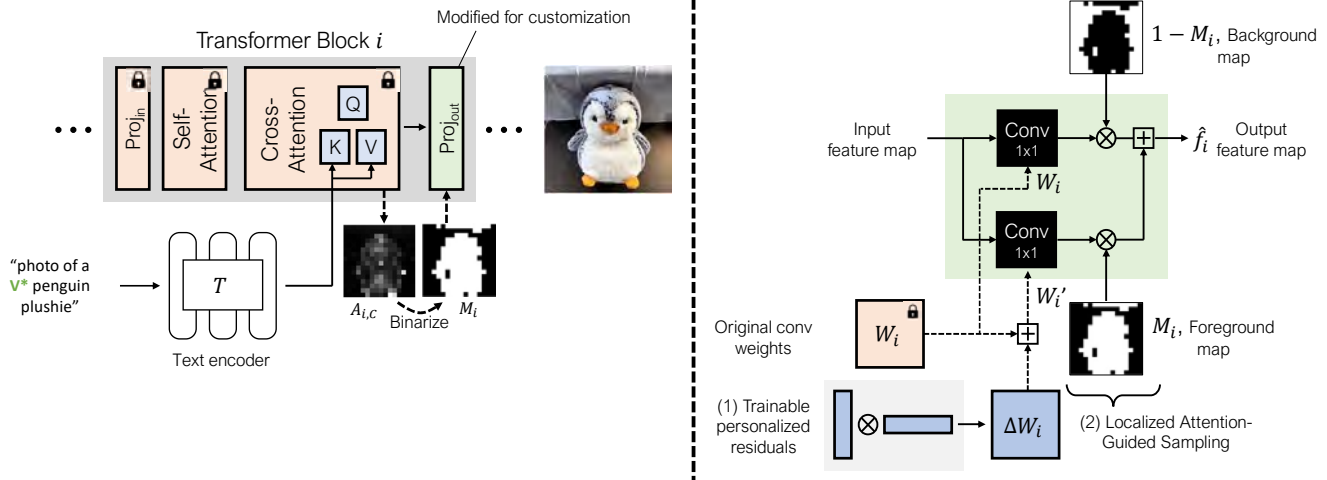 Modified for customization
Transformer Block i
Proj_in
Self-
Attention
Cross-
Attention
Q
K
V
Proj_out
"photo of a
V* penguin
plushie"
T
Text encoder
A_{i,C}
Binarize
M_i
1 − M_i, Background
map
Input
feature map
Conv
1x1
W_i
f̂_i
Output
feature map
Conv
1x1
W_i'
Original conv
weights
W_i
M_i, Foreground
map
(1) Trainable
personalized
residuals
ΔW_i
(2) Localized Attention-
Guided Sampling